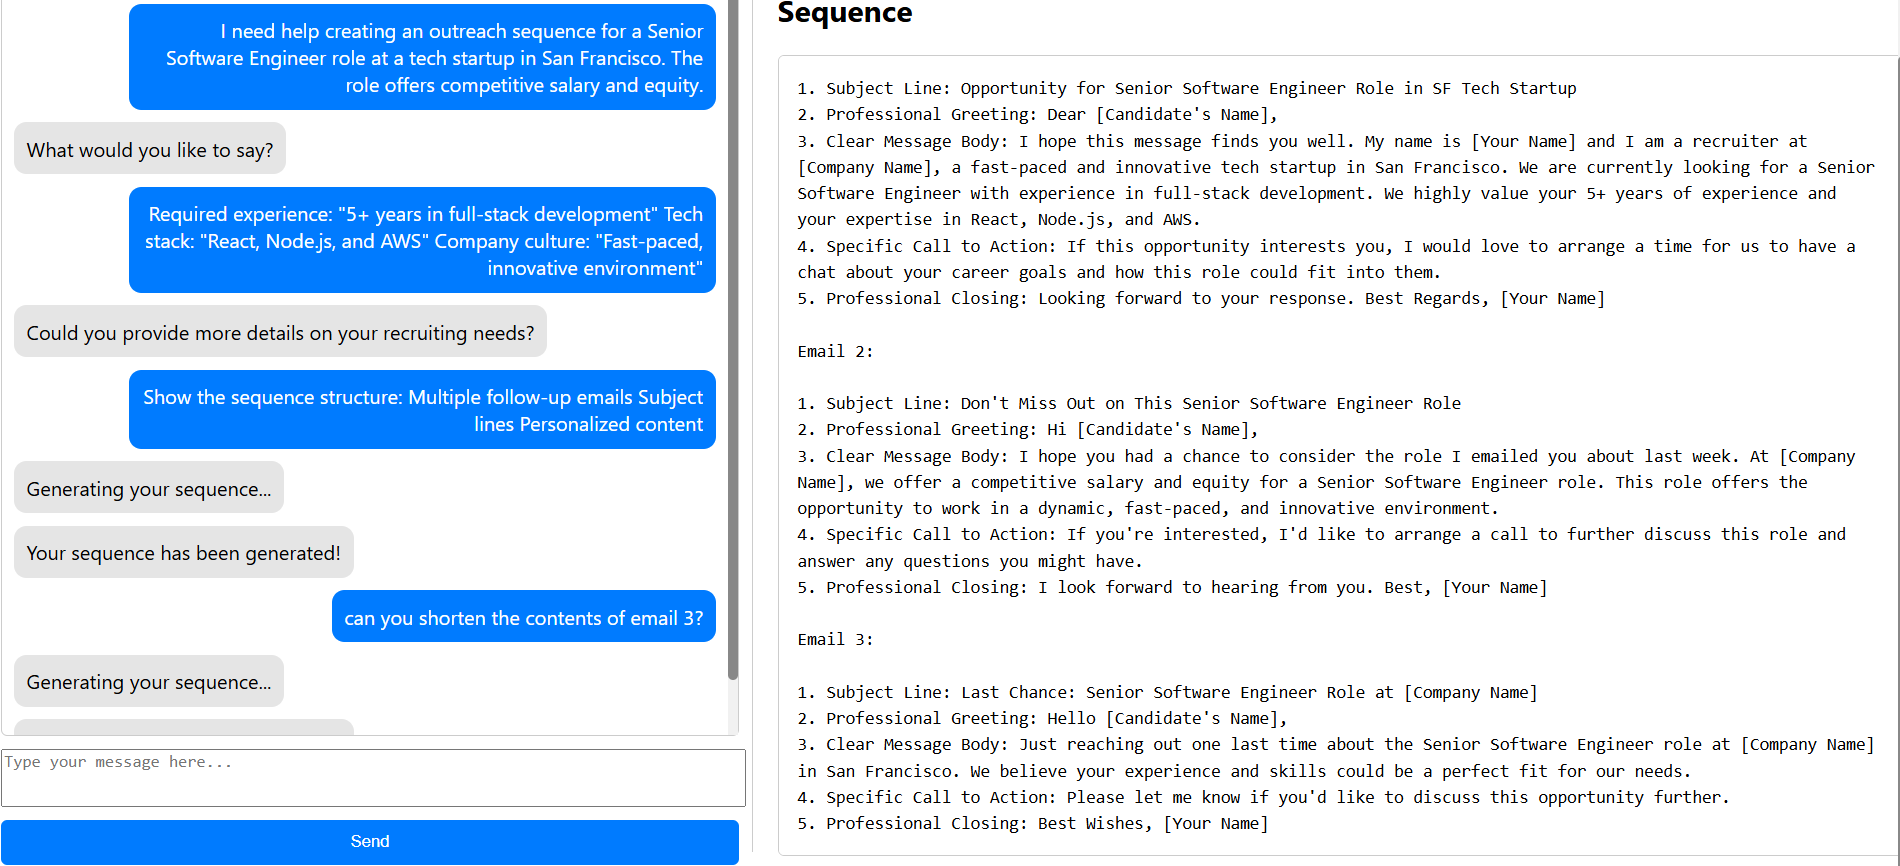 I need help creating an outreach sequence for a Senior
Software Engineer role at a tech startup in San Francisco. The
role offers competitive salary and equity.
What would you like to say?
Required experience: "5+ years in full-stack development" Tech
stack: "React, Node.js, and AWS" Company culture: "Fast-paced,
innovative environment"
Could you provide more details on your recruiting needs?
Show the sequence structure: Multiple follow-up emails Subject
lines Personalized content
Generating your sequence...
Your sequence has been generated!
can you shorten the contents of email 3?
Generating your sequence...
Type your message here...
Send
Sequence
1. Subject Line: Opportunity for Senior Software Engineer Role in SF Tech Startup
2. Professional Greeting: Dear [Candidate's Name],
3. Clear Message Body: I hope this message finds you well. My name is [Your Name] and I am a recruiter at
[Company Name], a fast-paced and innovative tech startup in San Francisco. We are currently looking for a Senior
Software Engineer with experience in full-stack development. We highly value your 5+ years of experience and
your expertise in React, Node.js, and AWS.
4. Specific Call to Action: If this opportunity interests you, I would love to arrange a time for us to have a
chat about your career goals and how this role could fit into them.
5. Professional Closing: Looking forward to your response. Best Regards, [Your Name]
Email 2:
1. Subject Line: Don't Miss Out on This Senior Software Engineer Role
2. Professional Greeting: Hi [Candidate's Name],
3. Clear Message Body: I hope you had a chance to consider the role I emailed you about last week. At [Company
Name], we offer a competitive salary and equity for a Senior Software Engineer role. This role offers the
opportunity to work in a dynamic, fast-paced, and innovative environment.
4. Specific Call to Action: If you're interested, I'd like to arrange a call to further discuss this role and
answer any questions you might have.
5. Professional Closing: I look forward to hearing from you. Best, [Your Name]
Email 3:
1. Subject Line: Last Chance: Senior Software Engineer Role at [Company Name]
2. Professional Greeting: Hello [Candidate's Name],
3. Clear Message Body: Just reaching out one last time about the Senior Software Engineer role at [Company Name]
in San Francisco. We believe your experience and skills could be a perfect fit for our needs.
4. Specific Call to Action: Please let me know if you'd like to discuss this opportunity further.
5. Professional Closing: Best Wishes, [Your Name]